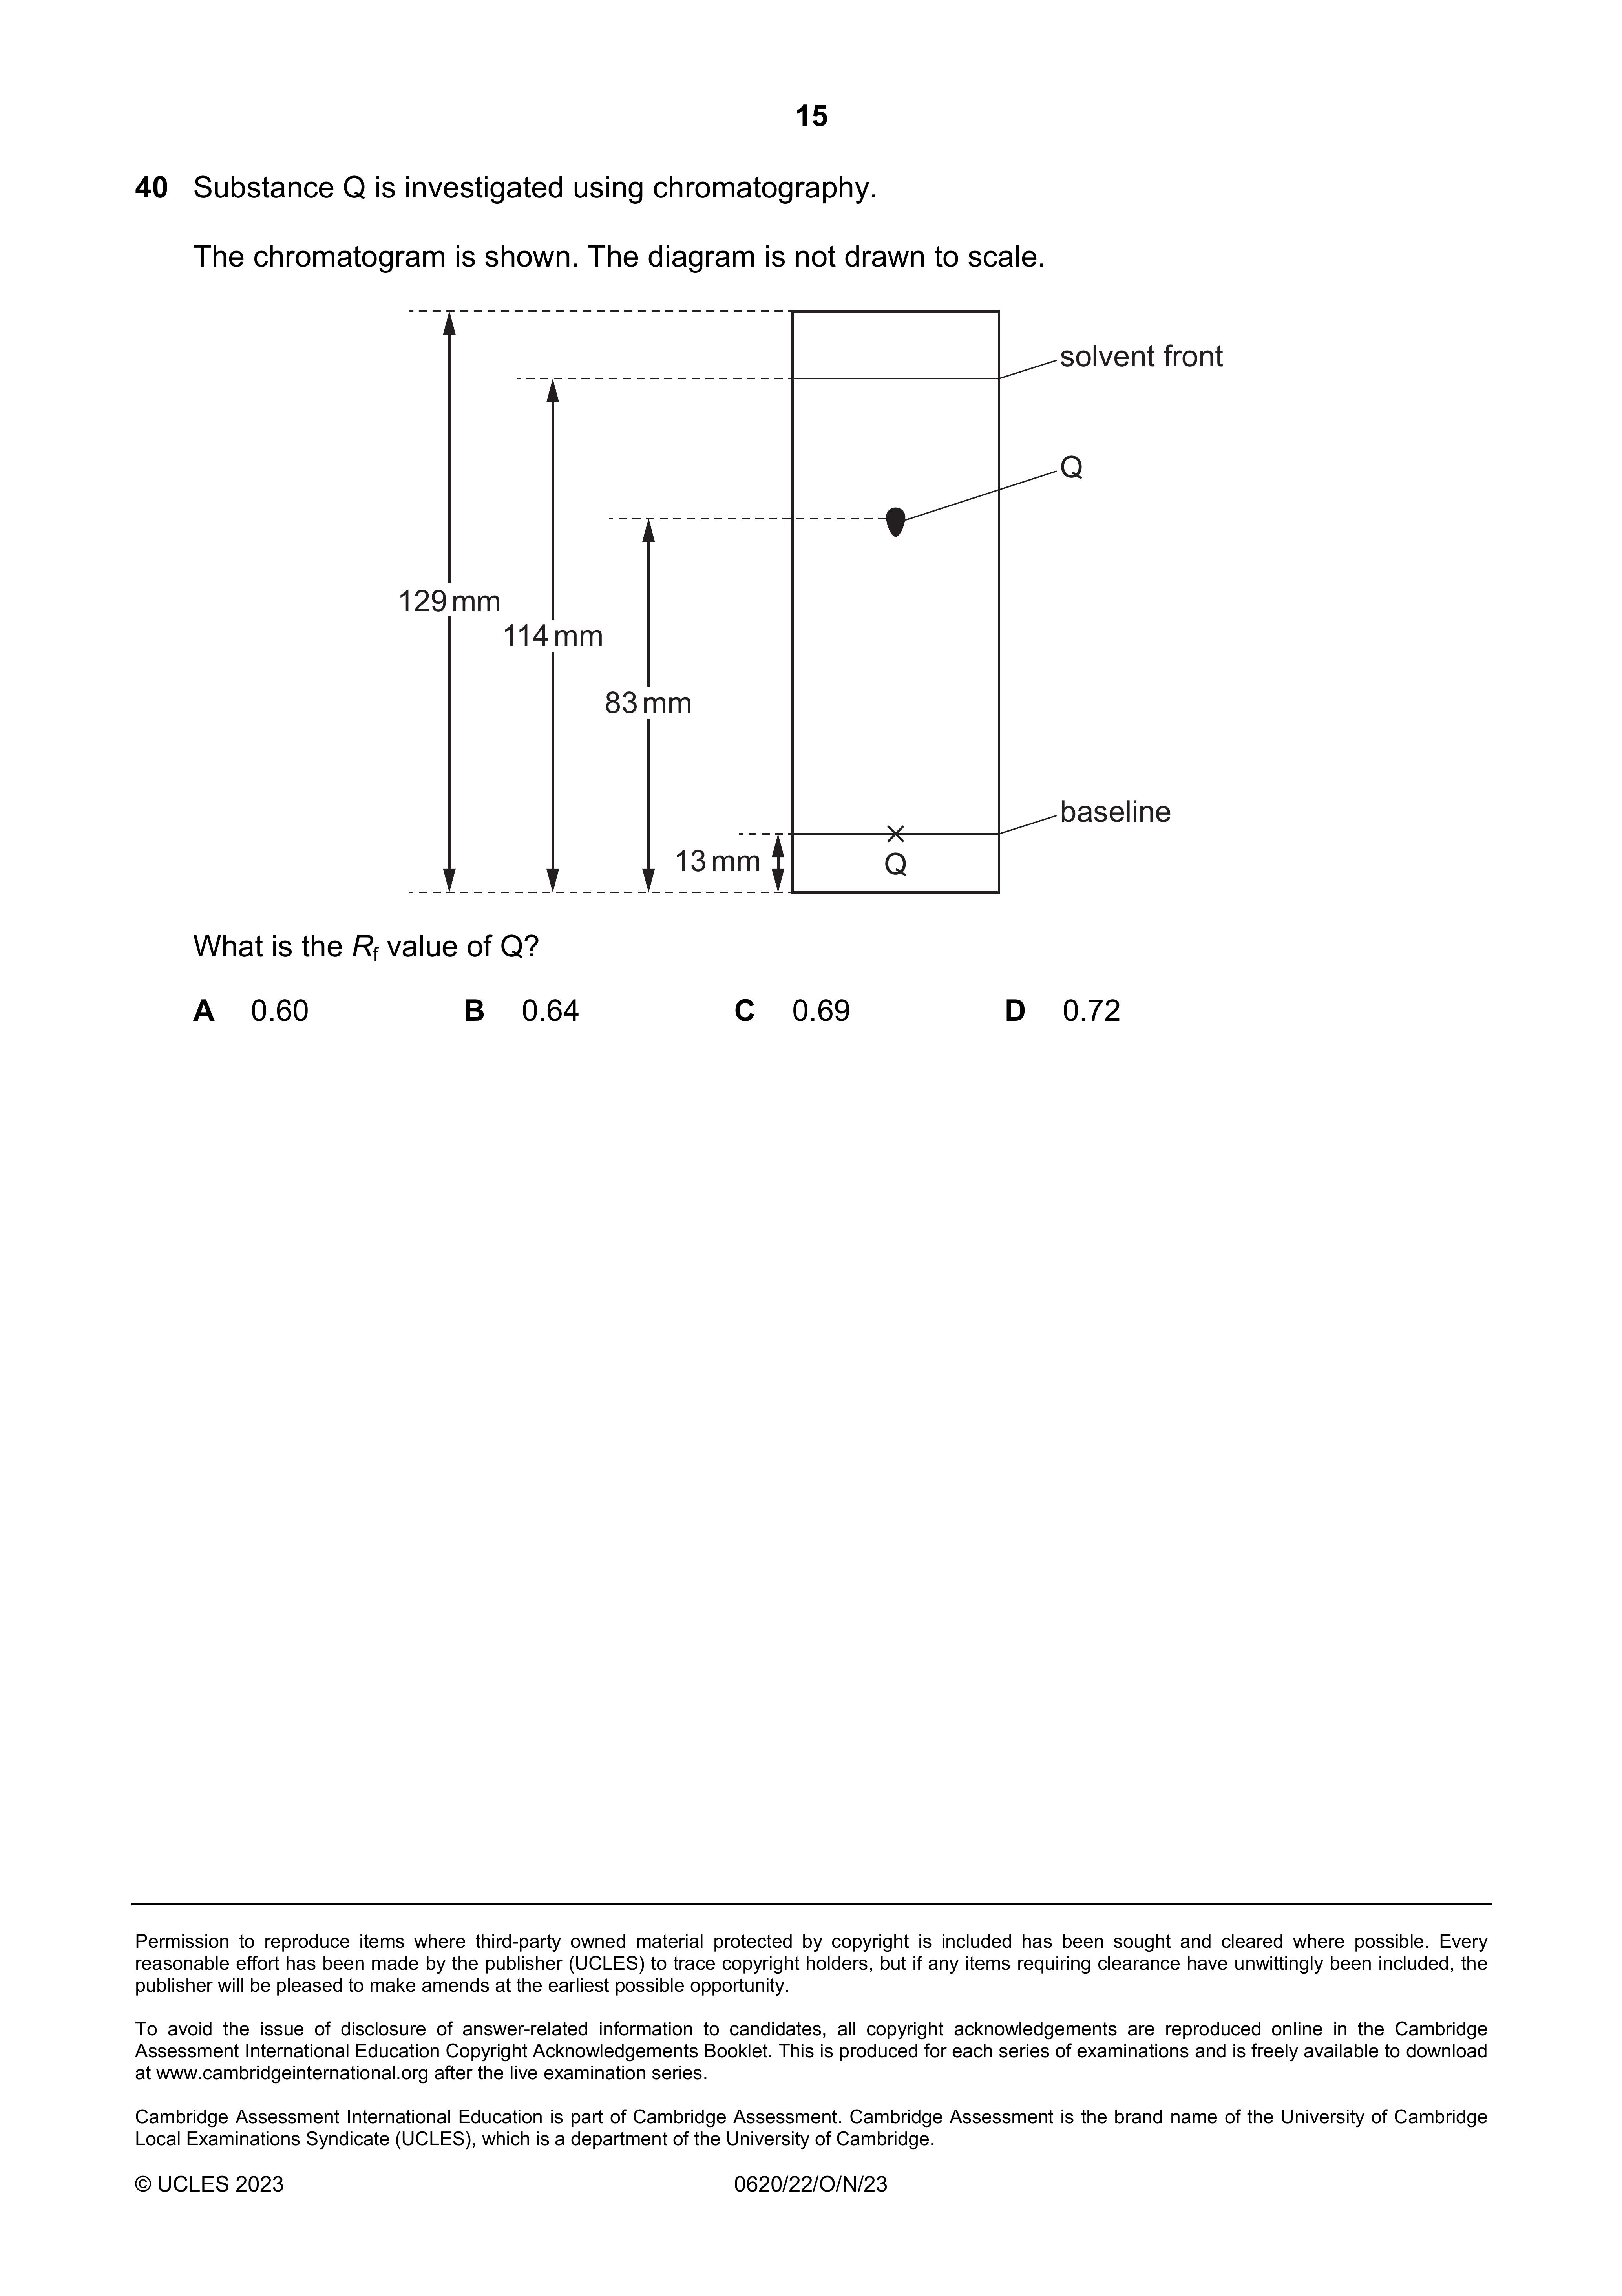 15
40 Substance Q is investigated using chromatography.
The chromatogram is shown. The diagram is not drawn to scale.
solvent front
Q
129 mm
114 mm
83 mm
baseline
13 mm
Q
What is the Rf value of Q?
A 0.60 B 0.64 C 0.69 D 0.72
Permission to reproduce items where third-party owned material protected by copyright is included has been sought and cleared where possible. Every
reasonable effort has been made by the publisher (UCLES) to trace copyright holders, but if any items requiring clearance have unwittingly been included, the
publisher will be pleased to make amends at the earliest possible opportunity.
To avoid the issue of disclosure of answer-related information to candidates, all copyright acknowledgements are reproduced online in the Cambridge
Assessment International Education Copyright Acknowledgements Booklet. This is produced for each series of examinations and is freely available to download
at www.cambridgeinternational.org after the live examination series.
Cambridge Assessment International Education is part of Cambridge Assessment. Cambridge Assessment is the brand name of the University of Cambridge
Local Examinations Syndicate (UCLES), which is a department of the University of Cambridge.
© UCLES 2023 0620/22/O/N/23